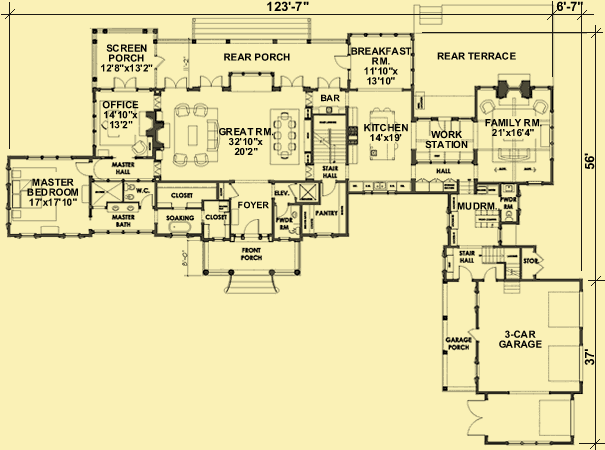 123'-7"
6'-7"
SCREEN
PORCH
12'8"x13'2"
REAR PORCH
BREAKFAST
RM.
11'10"x
13'10"
REAR TERRACE
OFFICE
14'10"x
13'2"
BAR
GREAT RM.
32'10"x
20'2"
KITCHEN
14'x19'
WORK
STATION
FAMILY RM.
21'x16'4"
56'
STAIR
HALL
MASTER
HALL
HALL
MASTER
BEDROOM
17'x17'10"
W.C.
CLOSET
ELEV.
FOYER
PWDR
RM
MUDRM.
MASTER
BATH
SOAKING
CLOSET
PWDR
RM
PANTRY
FRONT
PORCH
8'-0"
STAIR
HALL
STOR.
GARAGE
PORCH
3-CAR
GARAGE
37'